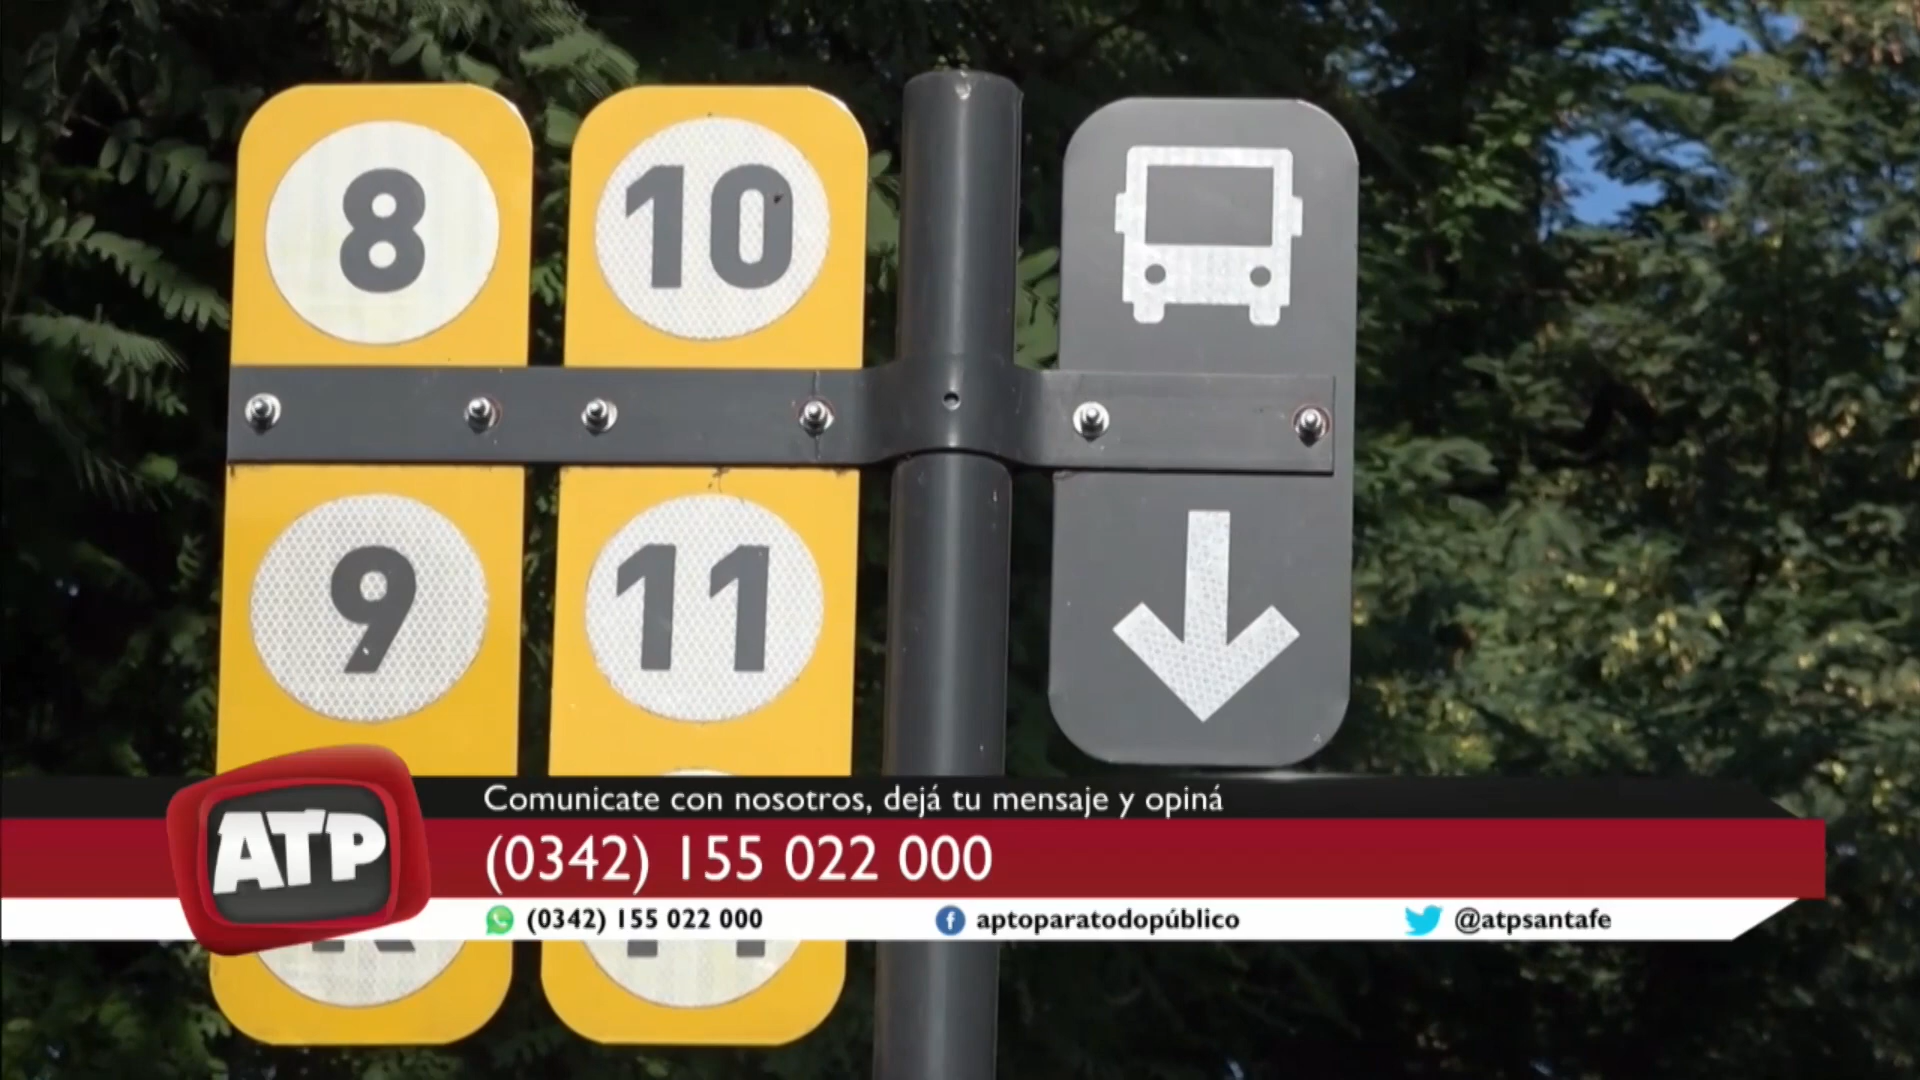 8
10
9
11
ATP
Comunicate con nosotros, dejá tu mensaje y opiná
(0342) 155 022 000
(0342) 155 022 000
aptoparatodopúblico
@atpsantafe